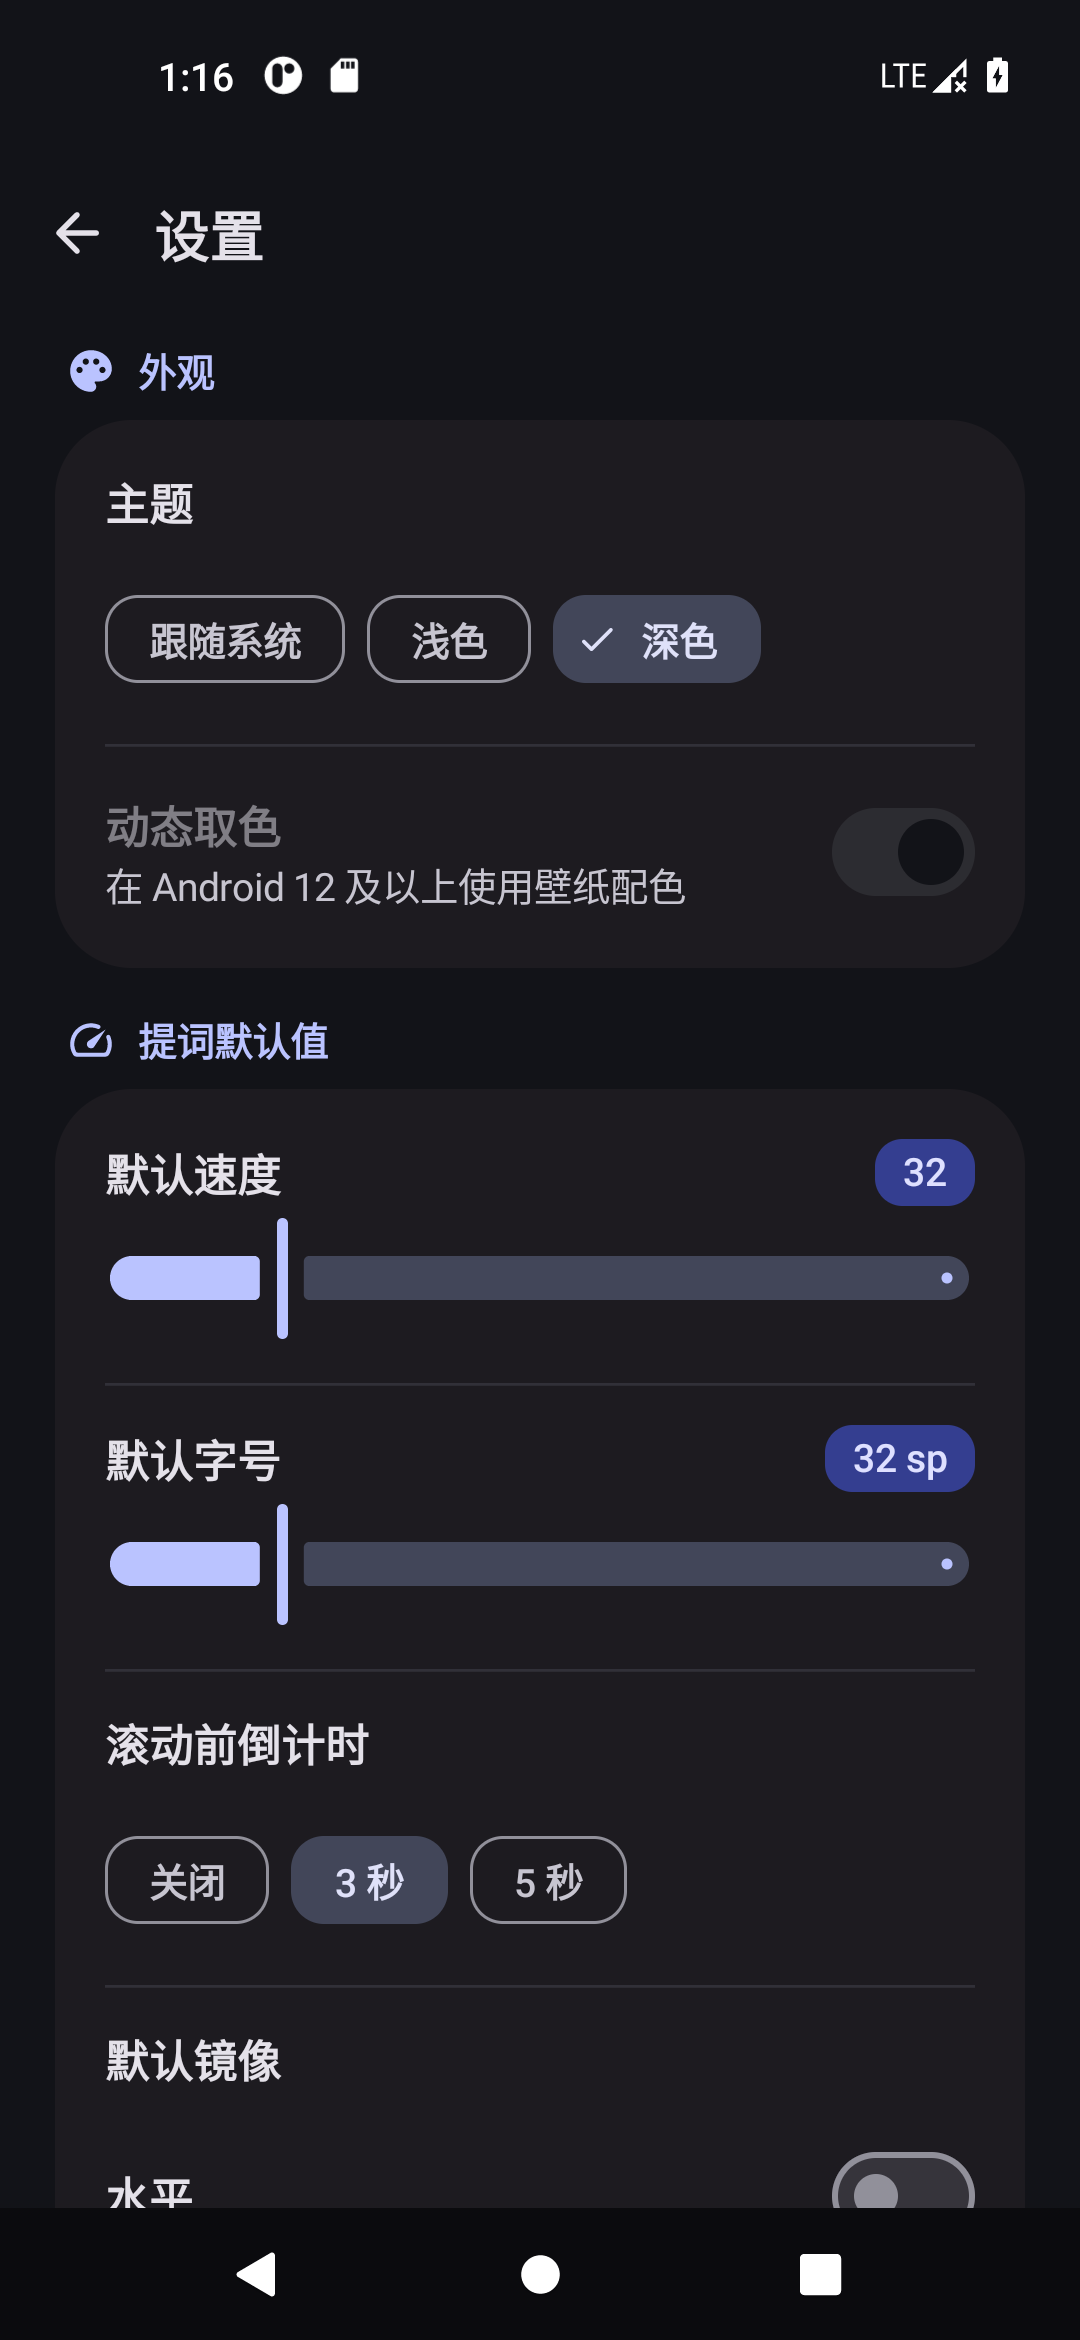 1:16
LTE
设置
外观
主题
跟随系统
浅色
深色
动态取色
在 Android 12 及以上使用壁纸配色
提词默认值
默认速度
32
默认字号
32 sp
滚动前倒计时
关闭
3 秒
5 秒
默认镜像
水平